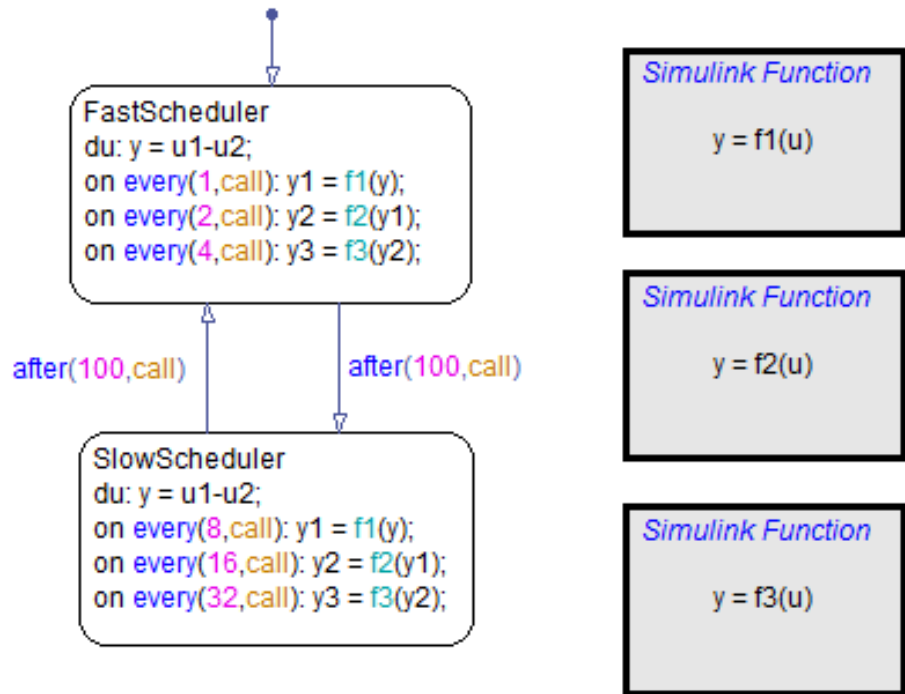 FastScheduler
du: y = u1-u2;
on every(1,call): y1 = f1(y);
on every(2,call): y2 = f2(y1);
on every(4,call): y3 = f3(y2);
after(100,call)
after(100,call)
SlowScheduler
du: y = u1-u2;
on every(8,call): y1 = f1(y);
on every(16,call): y2 = f2(y1);
on every(32,call): y3 = f3(y2);
Simulink Function
y = f1(u)
Simulink Function
y = f2(u)
Simulink Function
y = f3(u)